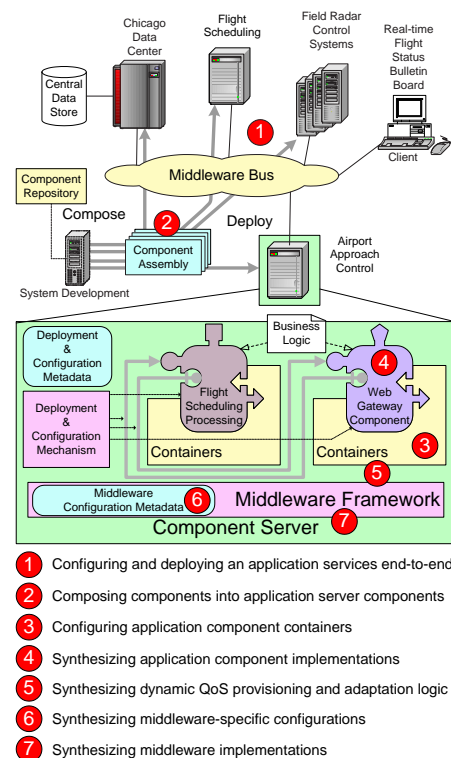 Chicago
Data
Center
Flight
Scheduling
Field Radar
Control
Systems
Real-time
Flight
Status
Bulletin
Board
Central
Data
Store
1
Client
Component
Repository
Middleware Bus
Compose
2
Deploy
Component
Assembly
System Development
Airport
Approach
Control
Deployment
&
Configuration
Metadata
Business
Logic
4
Flight
Scheduling
Processing
Web
Gateway
Component
Deployment
&
Configuration
Mechanism
Containers
Containers
3
5
Middleware
Configuration Metadata
6
Middleware Framework
Component Server
7
1 Configuring and deploying an application services end-to-end
2 Composing components into application server components
3 Configuring application component containers
4 Synthesizing application component implementations
5 Synthesizing dynamic QoS provisioning and adaptation logic
6 Synthesizing middleware-specific configurations
7 Synthesizing middleware implementations